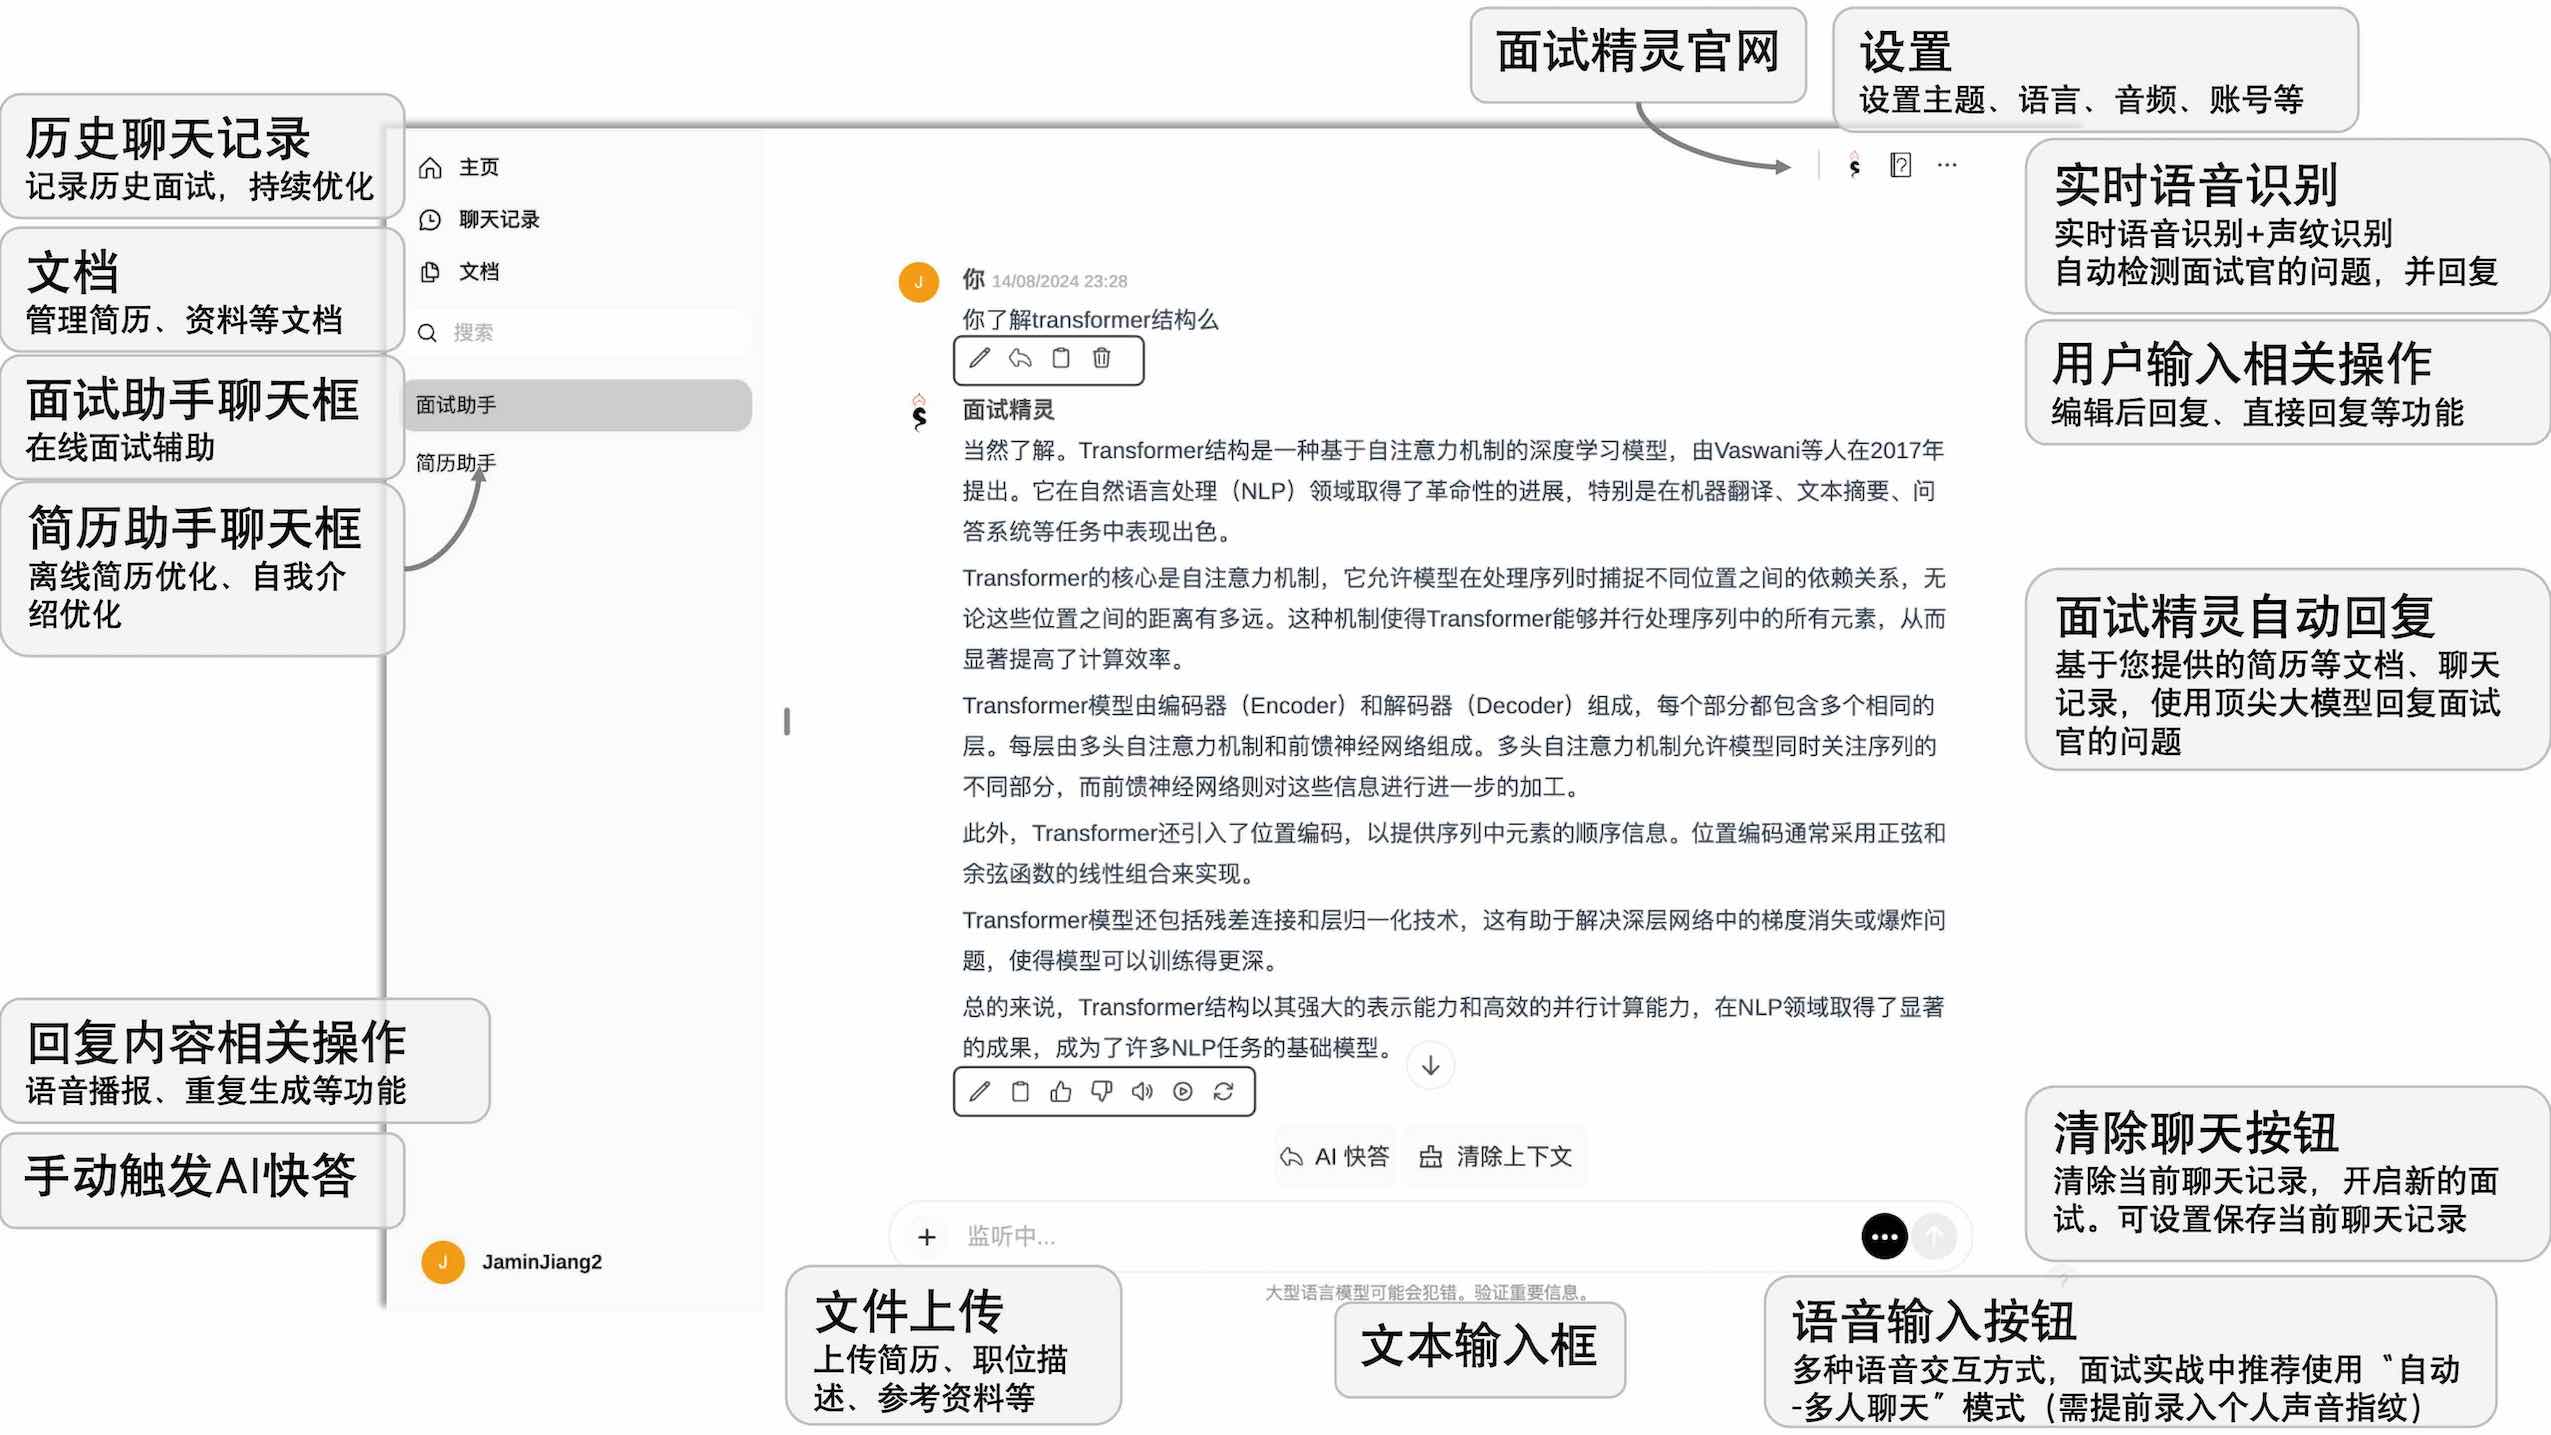 面试精灵官网
设置
设置主题、语言、音频、账号等
历史聊天记录
记录历史面试，持续优化
文档
管理简历、资料等文档
面试助手聊天框
在线面试辅助
简历助手聊天框
离线简历优化、自我介
绍优化
回复内容相关操作
语音播报、重复生成等功能
手动触发AI快答
主页
聊天记录
文档
搜索
面试助手
简历助手
J
JaminJiang2
J
你 14/08/2024 23:28
你了解transformer结构么
面试精灵
当然了解。Transformer结构是一种基于自注意力机制的深度学习模型，由Vaswani等人在2017年
提出。它在自然语言处理（NLP）领域取得了革命性的进展，特别是在机器翻译、文本摘要、问
答系统等任务中表现出色。
Transformer的核心是自注意力机制，它允许模型在处理序列时捕捉不同位置之间的依赖关系，无
论这些位置之间的距离有多远。这种机制使得Transformer能够并行处理序列中的所有元素，从而
显著提高了计算效率。
Transformer模型由编码器（Encoder）和解码器（Decoder）组成，每个部分都包含多个相同的
层。每层由多头自注意力机制和前馈神经网络组成。多头自注意力机制允许模型同时关注序列的
不同部分，而前馈神经网络则对这些信息进行进一步的加工。
此外，Transformer还引入了位置编码，以提供序列中元素的顺序信息。位置编码通常采用正弦和
余弦函数的线性组合来实现。
Transformer模型还包括残差连接和层归一化技术，这有助于解决深层网络中的梯度消失或爆炸问
题，使得模型可以训练得更深。
总的来说，Transformer结构以其强大的表示能力和高效的并行计算能力，在NLP领域取得了显著
的成果，成为了许多NLP任务的基础模型。
AI 快答
清除上下文
监听中...
大型语言模型可能会犯错。验证重要信息。
文件上传
上传简历、职位描
述、参考资料等
文本输入框
实时语音识别
实时语音识别+声纹识别
自动检测面试官的问题，并回复
用户输入相关操作
编辑后回复、直接回复等功能
面试精灵自动回复
基于您提供的简历等文档、聊天
记录，使用顶尖大模型回复面试
官的问题
清除聊天按钮
清除当前聊天记录，开启新的面
试。可设置保存当前聊天记录
语音输入按钮
多种语音交互方式，面试实战中推荐使用〝自动
-多人聊天〞模式（需提前录入个人声音指纹）